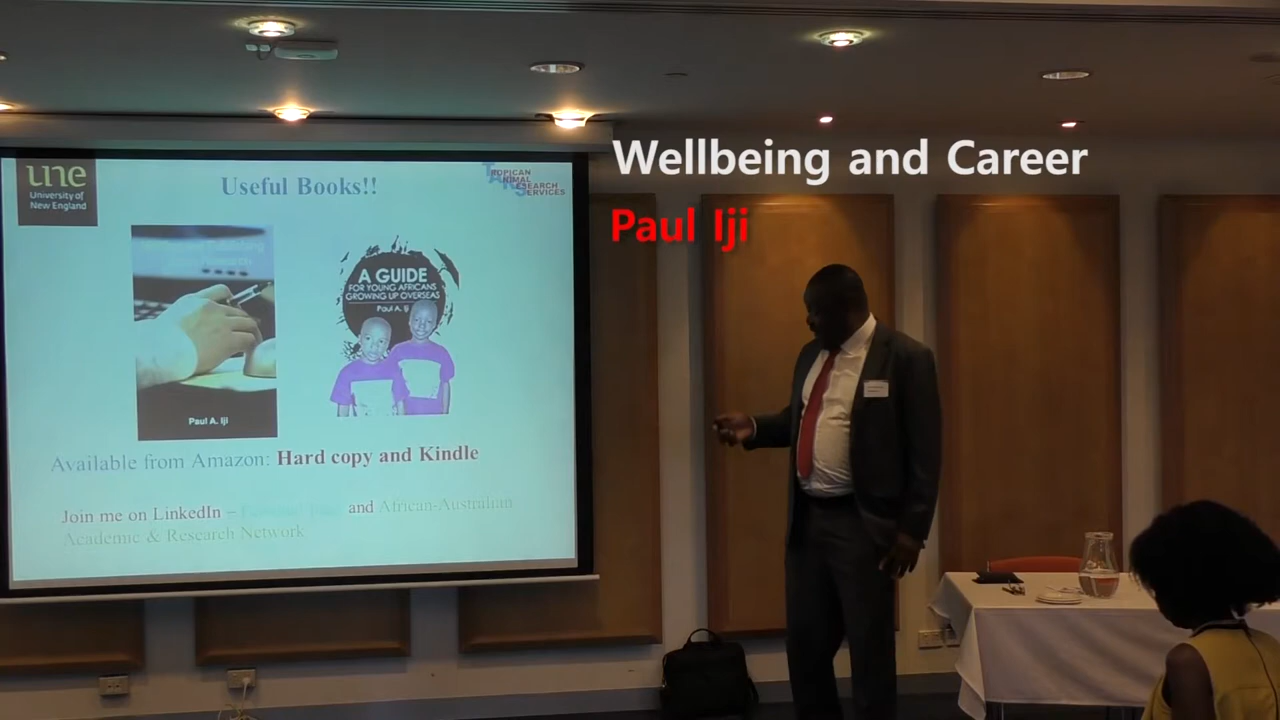 Wellbeing and Career
Paul Iji
une
University of
New England
Useful Books!!
TROPICAN
ANIMAL
RESEARCH
SERVICES
Paul A. Iji
A GUIDE
FOR YOUNG AFRICANS
GROWING UP OVERSEAS
Paul A. Iji
Available from Amazon: Hard copy and Kindle
Join me on LinkedIn – and African-Australian
Academic & Research Network